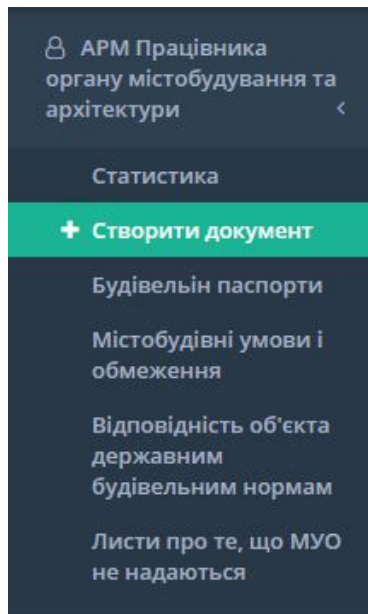 АРМ Працівника
органу містобудування та
архітектури
Статистика
Створити документ
Будівельін паспорти
Містобудівні умови і
обмеження
Відповідність об'єкта
державним
будівельним нормам
Листи про те, що МУО
не надаються